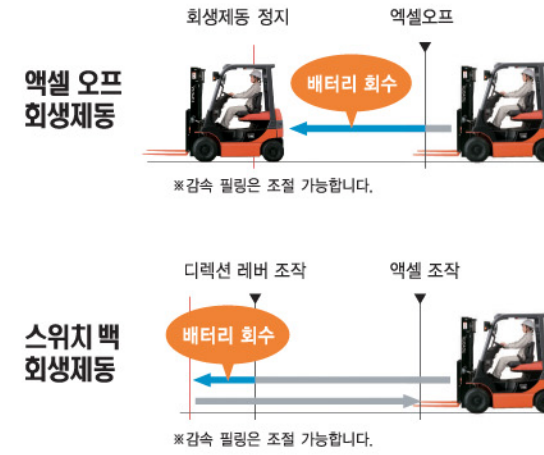 회생제동 정지
엑셀오프
액셀 오프
회생제동
배터리 회수
※감속 필링은 조절 가능합니다.
디렉션 레버 조작
액셀 조작
스위치 백
회생제동
배터리 회수
※감속 필링은 조절 가능합니다.